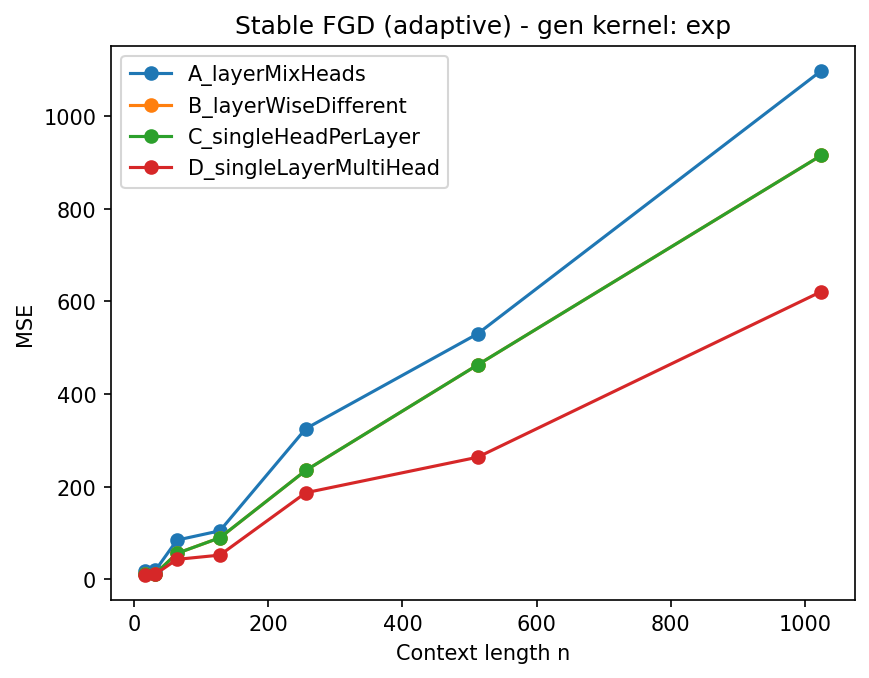 Stable FGD (adaptive) - gen kernel: exp
A_layerMixHeads
B_layerWiseDifferent
C_singleHeadPerLayer
D_singleLayerMultiHead
MSE
1000
800
600
400
200
0
0 200 400 600 800 1000
Context length n